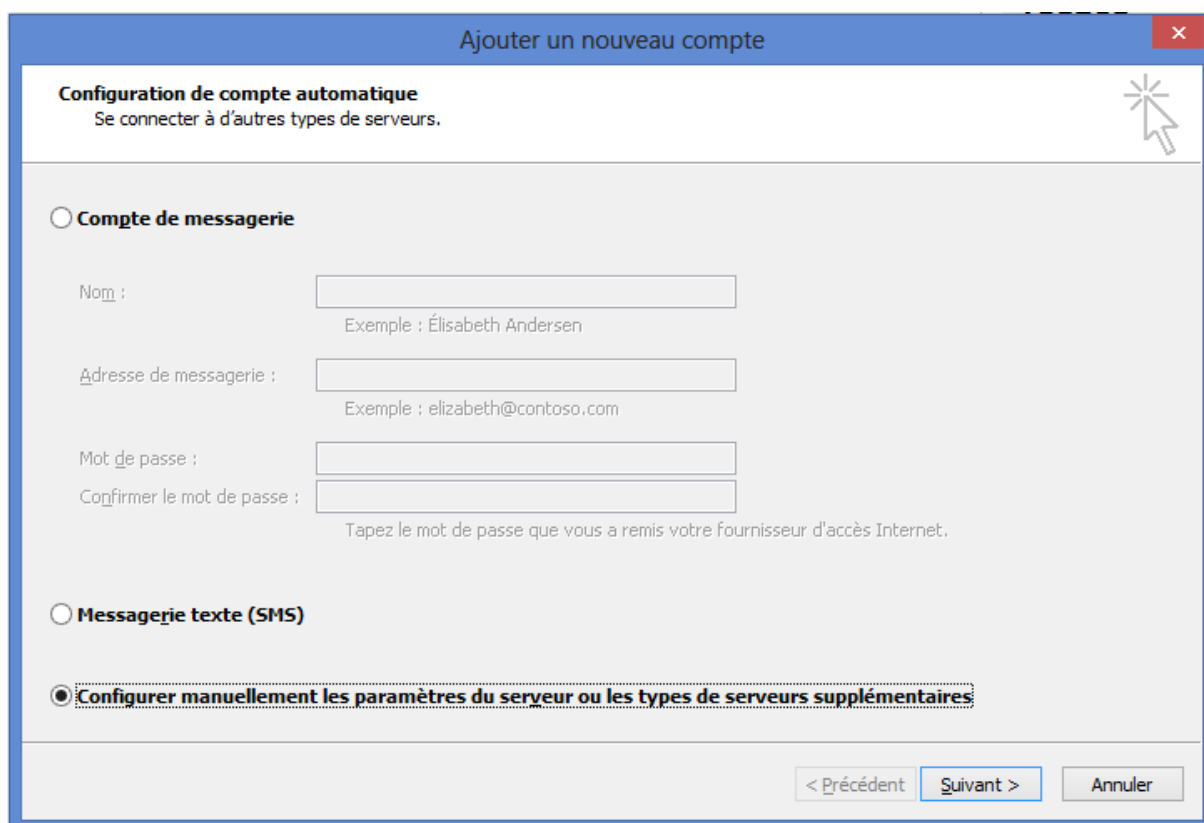 Ajouter un nouveau compte
Configuration de compte automatique
Se connecter à d'autres types de serveurs.
Compte de messagerie
Nom :
Exemple : Élisabeth Andersen
Adresse de messagerie :
Exemple : elizabeth@contoso.com
Mot de passe :
Confirmer le mot de passe :
Tapez le mot de passe que vous a remis votre fournisseur d'accès Internet.
Messagerie texte (SMS)
Configurer manuellement les paramètres du serveur ou les types de serveurs supplémentaires
< Précédent Suivant > Annuler